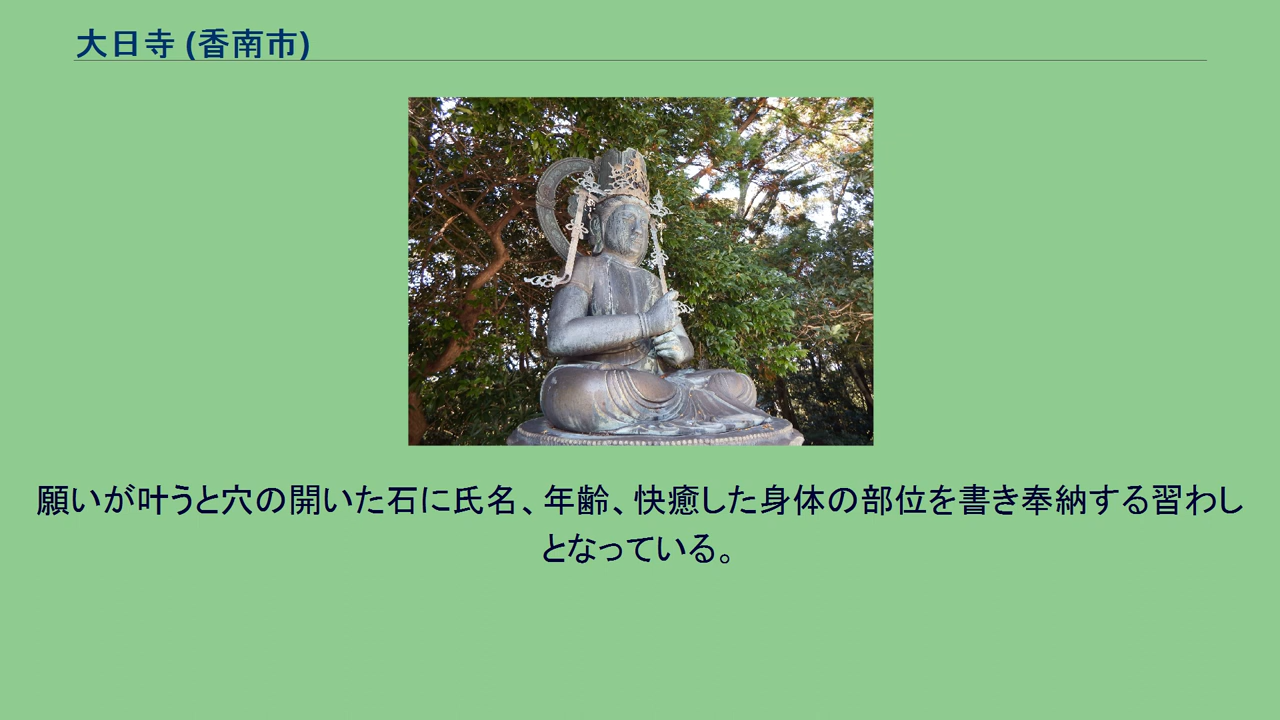 大日寺 (香南市)
願いが叶うと穴の開いた石に氏名、年齢、快癒した身体の部位を書き奉納する習わし
となっている。